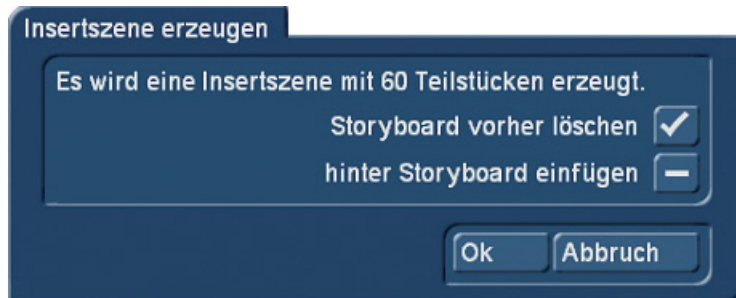 Insertszene erzeugen
Es wird eine Insertszene mit 60 Teilstücken erzeugt.
Storyboard vorher löschen
hinter Storyboard einfügen
Ok Abbruch